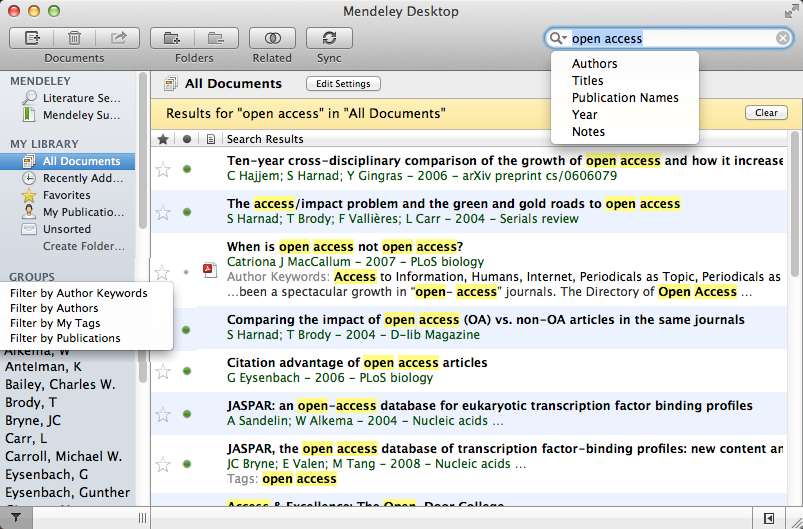 Mendeley Desktop
open access
Documents
Folders
Related
Sync
Authors
Titles
Publication Names
Year
Notes
MENDELEY
Literature Se...
Mendeley Su...
MY LIBRARY
All Documents
Recently Add...
Favorites
My Publicatio...
Unsorted
Create Folder...
GROUPS
Filter by Author Keywords
Filter by Authors
Filter by My Tags
Filter by Publications
Alkema, W
Antelman, K
Bailey, Charles W.
Brody, T
Bryne, JC
Carr, L
Carroll, Michael W.
Eysenbach, G
Eysenbach, Gunther
All Documents
Edit Settings
Results for "open access" in "All Documents"
Clear
Search Results
Ten-year cross-disciplinary comparison of the growth of open access and how it increase
C Hajjem; S Harnad; Y Gingras - 2006 - arXiv preprint cs/0606079
The access/impact problem and the green and gold roads to open access
S Harnad; T Brody; F Vallières; L Carr - 2004 - Serials review
When is open access not open access?
Catriona J MacCallum - 2007 - PLoS biology
Author Keywords: Access to Information, Humans, Internet, Periodicals as Topic, Periodicals as
...been a spectacular growth in "open- access" journals. The Directory of Open Access ...
Comparing the impact of open access (OA) vs. non-OA articles in the same journals
S Harnad; T Brody - 2004 - D-lib Magazine
Citation advantage of open access articles
G Eysenbach - 2006 - PLoS biology
JASPAR: an open-access database for eukaryotic transcription factor binding profiles
A Sandelin; W Alkema - 2004 - Nucleic acids ...
JASPAR, the open access database of transcription factor-binding profiles: new content an
JC Bryne; E Valen; M Tang - 2008 - Nucleic acids ...
Tags: open access
Access & Excellence: The Open-Door College